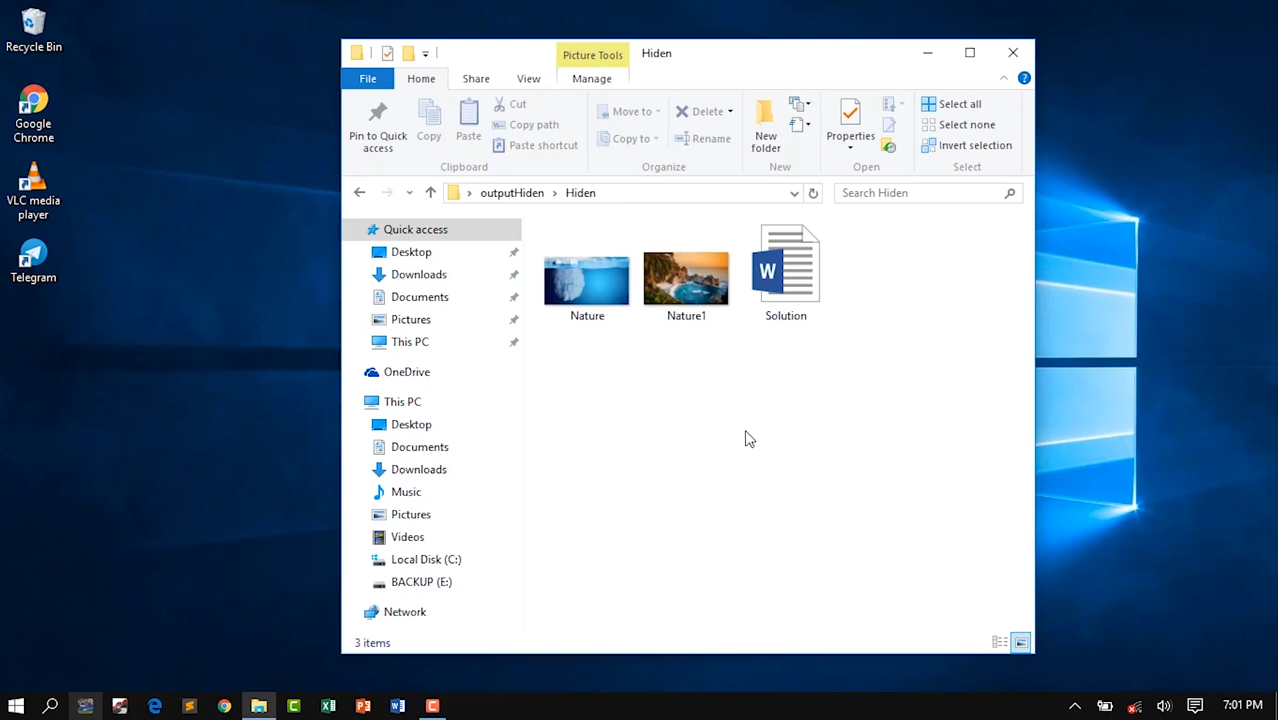 Recycle Bin
Google
Chrome
VLC media
player
Telegram
Picture Tools
Hiden
File
Home
Share
View
Manage
Pin to Quick
access
Copy
Paste
Cut
Copy path
Paste shortcut
Clipboard
Move to
Copy to
Delete
Rename
Organize
New
folder
New
Properties
Open
Select all
Select none
Invert selection
Select
outputHiden > Hiden
Search Hiden
Quick access
Desktop
Downloads
Documents
Pictures
This PC
OneDrive
This PC
Desktop
Documents
Downloads
Music
Pictures
Videos
Local Disk (C:)
BACKUP (E:)
Network
W
Nature
Nature1
Solution
3 items
7:01 PM